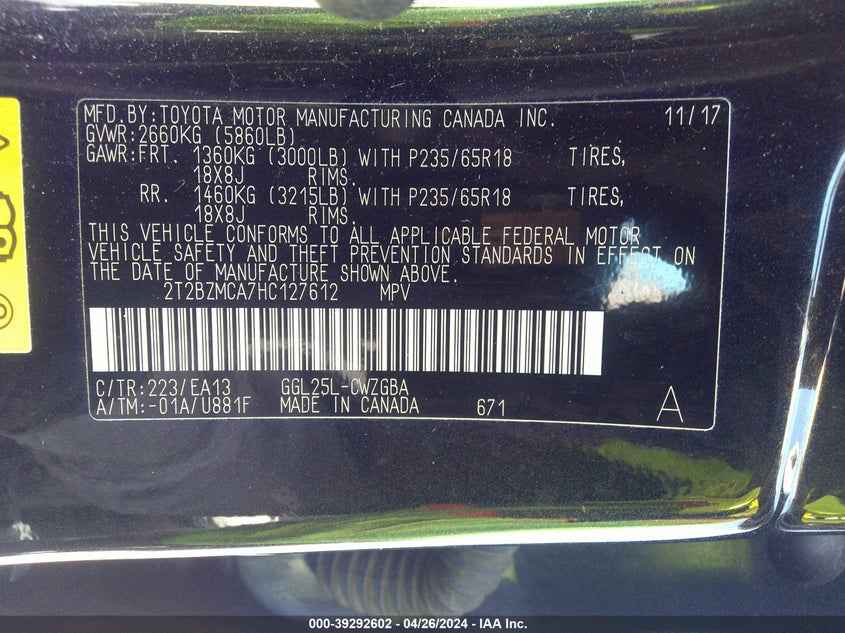 MFD.BY:TOYOTA MOTOR MANUFACTURING CANADA INC. 11/17
GVWR:2660KG (5860LB)
GAWR:FRT. 1360KG (3000LB) WITH P235/65R18 TIRES,
18X8J RIMS.
RR. 1460KG (3215LB) WITH P235/65R18 TIRES,
18X8J RIMS.
THIS VEHICLE CONFORMS TO ALL APPLICABLE FEDERAL MOTOR
VEHICLE SAFETY AND THEFT PREVENTION STANDARDS IN EFFECT ON
THE DATE OF MANUFACTURE SHOWN ABOVE.
2T2BZMCA7HC127612 MPV
C/TR:223/EA13 GGL25L-CWZGBA
A/TM:-01A/U881F MADE IN CANADA 671 A
000-39292602 - 04/26/2024 - IAA Inc.